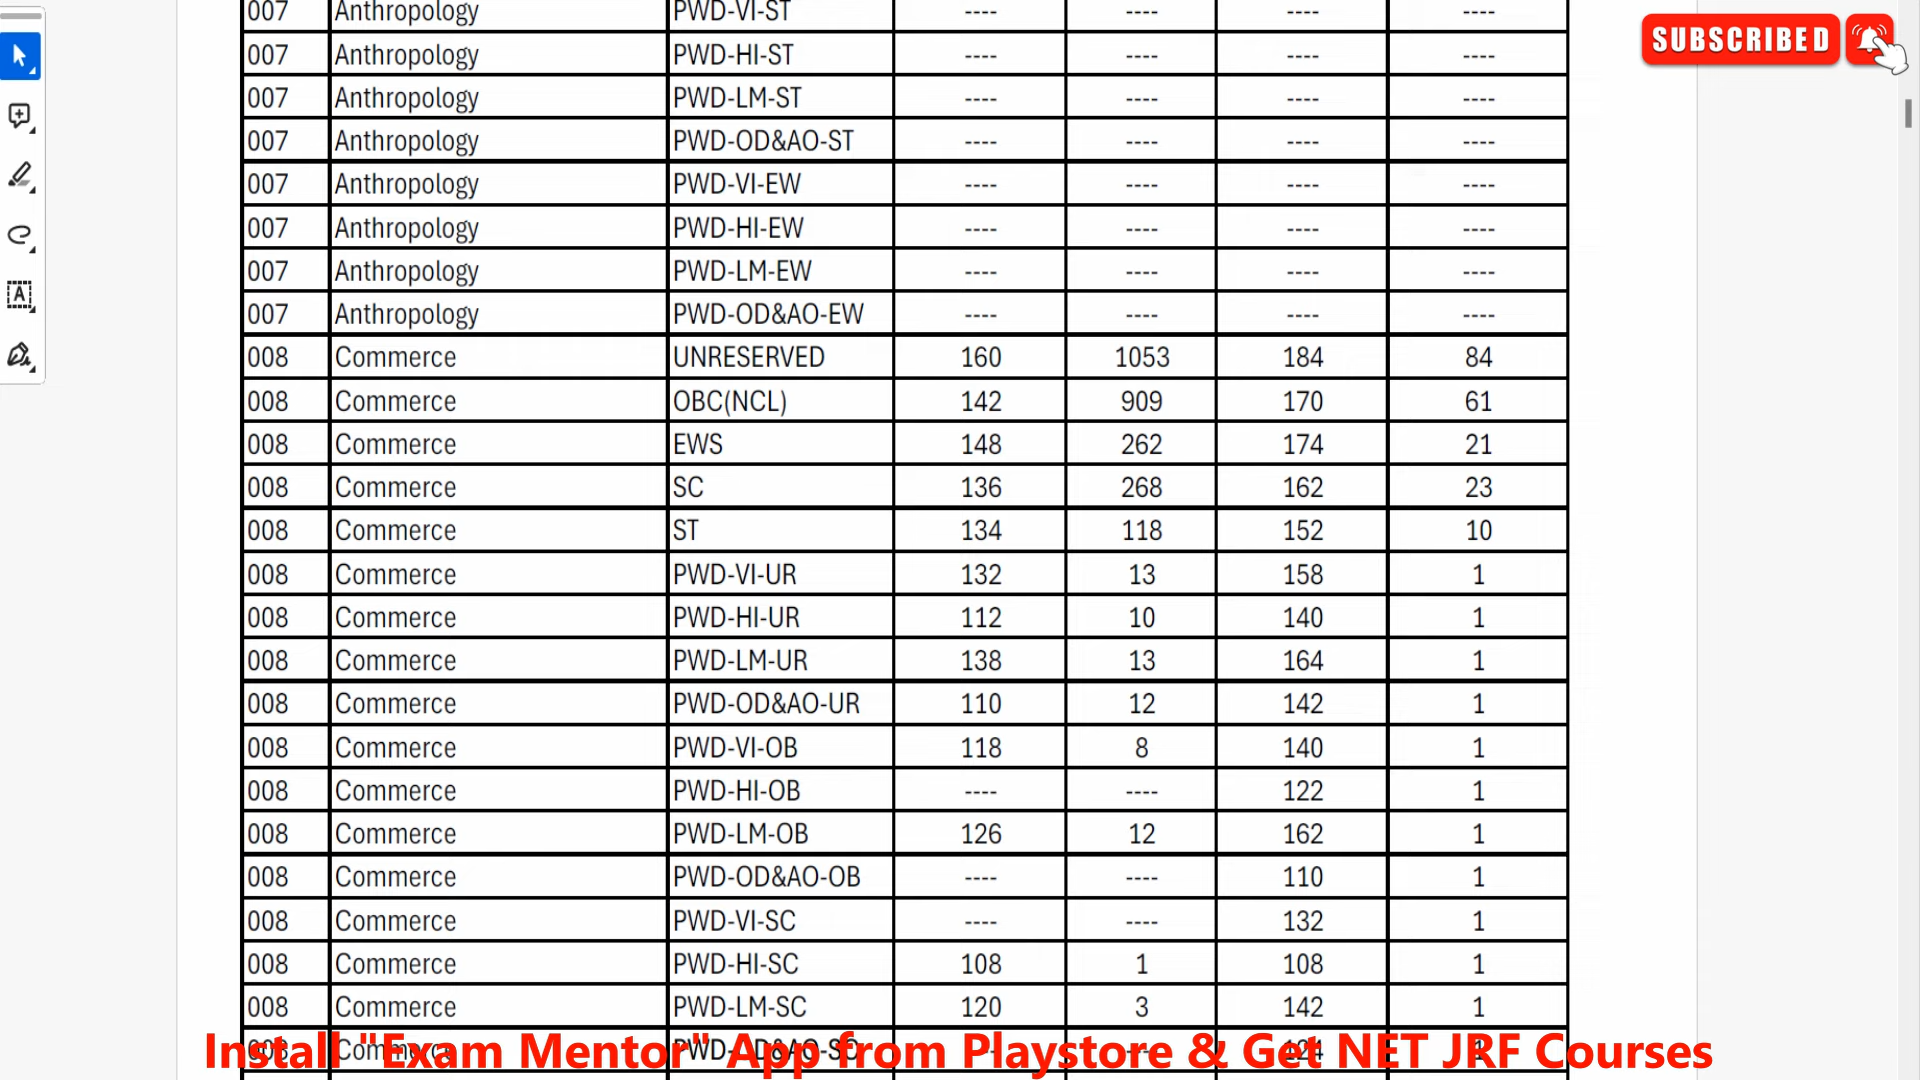 007 Anthropology PWD-VI-ST ---- ---- ---- ----
SUBSCRIBED
007 Anthropology PWD-HI-ST ---- ---- ---- ----
007 Anthropology PWD-LM-ST ---- ---- ---- ----
007 Anthropology PWD-OD&AO-ST ---- ---- ---- ----
007 Anthropology PWD-VI-EW ---- ---- ---- ----
007 Anthropology PWD-HI-EW ---- ---- ---- ----
007 Anthropology PWD-LM-EW ---- ---- ---- ----
007 Anthropology PWD-OD&AO-EW ---- ---- ---- ----
008 Commerce UNRESERVED 160 1053 184 84
008 Commerce OBC(NCL) 142 909 170 61
008 Commerce EWS 148 262 174 21
008 Commerce SC 136 268 162 23
008 Commerce ST 134 118 152 10
008 Commerce PWD-VI-UR 132 13 158 1
008 Commerce PWD-HI-UR 112 10 140 1
008 Commerce PWD-LM-UR 138 13 164 1
008 Commerce PWD-OD&AO-UR 110 12 142 1
008 Commerce PWD-VI-OB 118 8 140 1
008 Commerce PWD-HI-OB ---- ---- 122 1
008 Commerce PWD-LM-OB 126 12 162 1
008 Commerce PWD-OD&AO-OB ---- ---- 110 1
008 Commerce PWD-VI-SC ---- ---- 132 1
008 Commerce PWD-HI-SC 108 1 108 1
008 Commerce PWD-LM-SC 120 3 142 1
Install "Exam Mentor" App from Playstore & Get NET JRF Courses